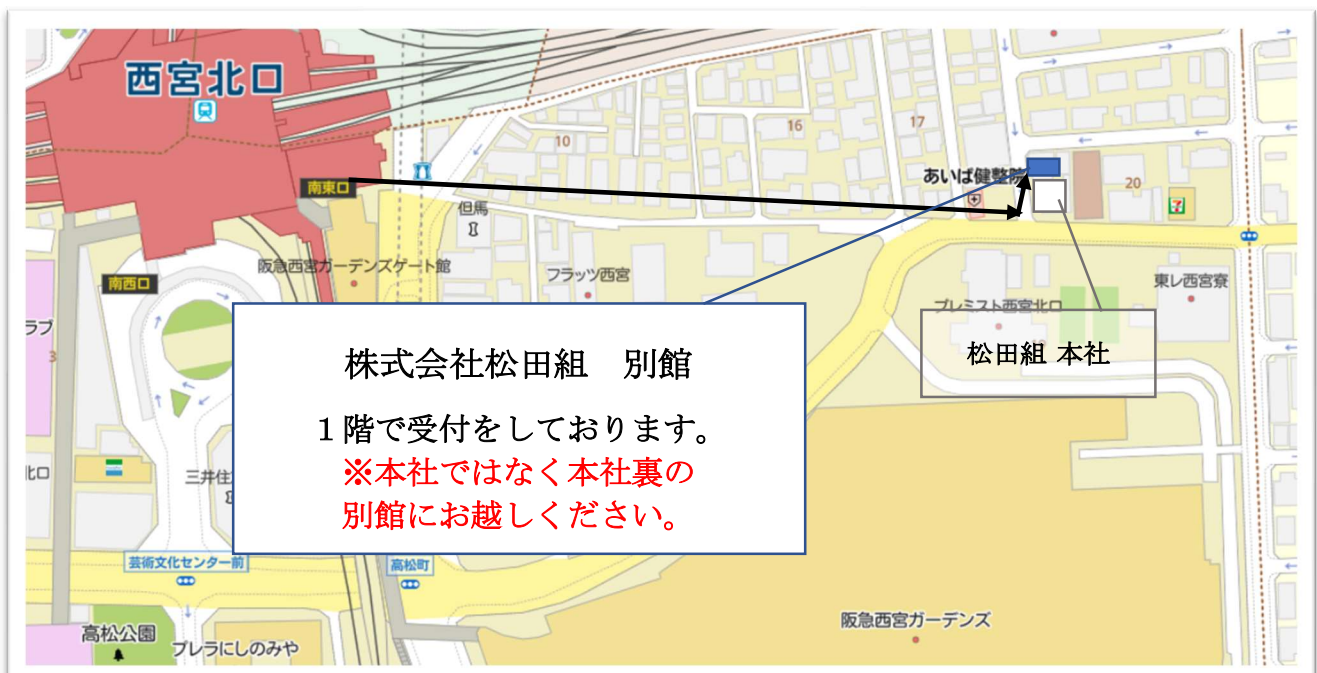 西宮北口
南東口
10
16
17
あいば健整院
20
7
但馬
阪急西宮ガーデンズゲート館
フラッツ西宮
東レ西宮寮
南西口
プレミスト西宮北口
3
株式会社松田組　別館
松田組 本社
１階で受付をしております。
※本社ではなく本社裏の
別館にお越しください。
三井住
芸術文化センター前
高松町
阪急西宮ガーデンズ
高松公園
プレラにしのみや